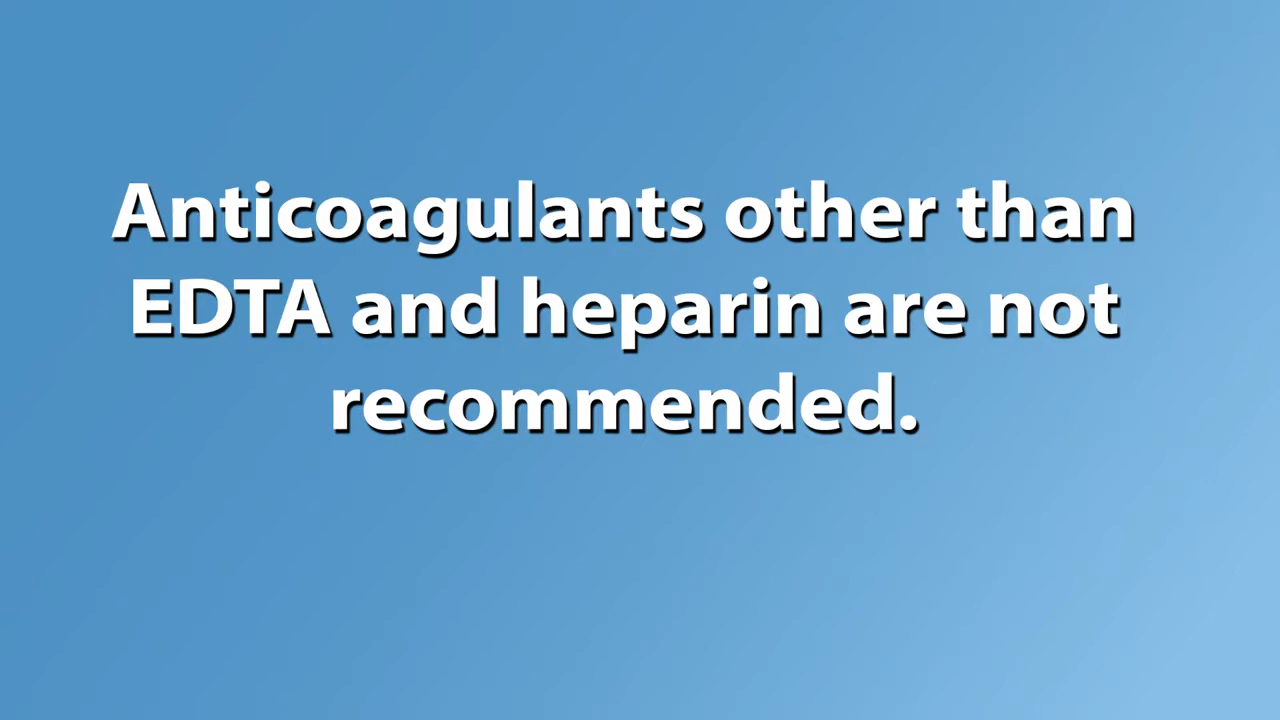 Anticoagulants other than
EDTA and heparin are not
recommended.